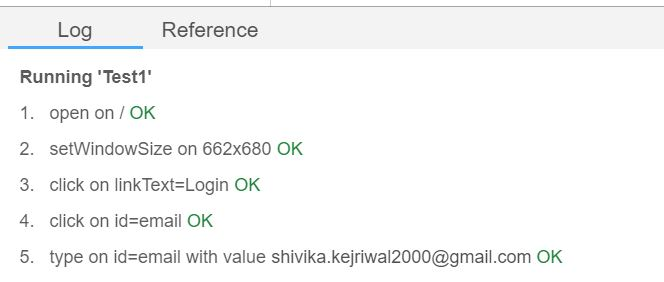 Log Reference
Running 'Test1'
1. open on / OK
2. setWindowSize on 662x680 OK
3. click on linkText=Login OK
4. click on id=email OK
5. type on id=email with value shivika.kejriwal2000@gmail.com OK